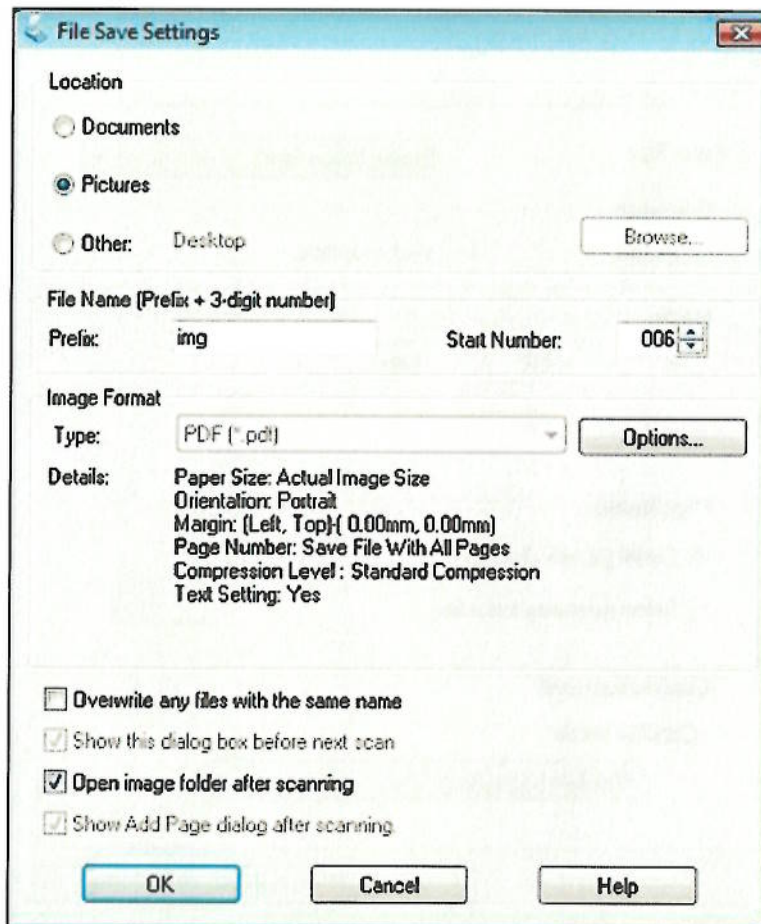 File Save Settings
Location
Documents
Pictures
Other: Desktop Browse...
File Name (Prefix + 3-digit number)
Prefix: img Start Number: 006
Image Format
Type: PDF (*.pdf) Options...
Details: Paper Size: Actual Image Size
Orientation: Portrait
Margin: (Left, Top)-( 0.00mm, 0.00mm)
Page Number: Save File With All Pages
Compression Level : Standard Compression
Text Setting: Yes
Overwrite any files with the same name
Show this dialog box before next scan
Open image folder after scanning
Show Add Page dialog after scanning
OK Cancel Help